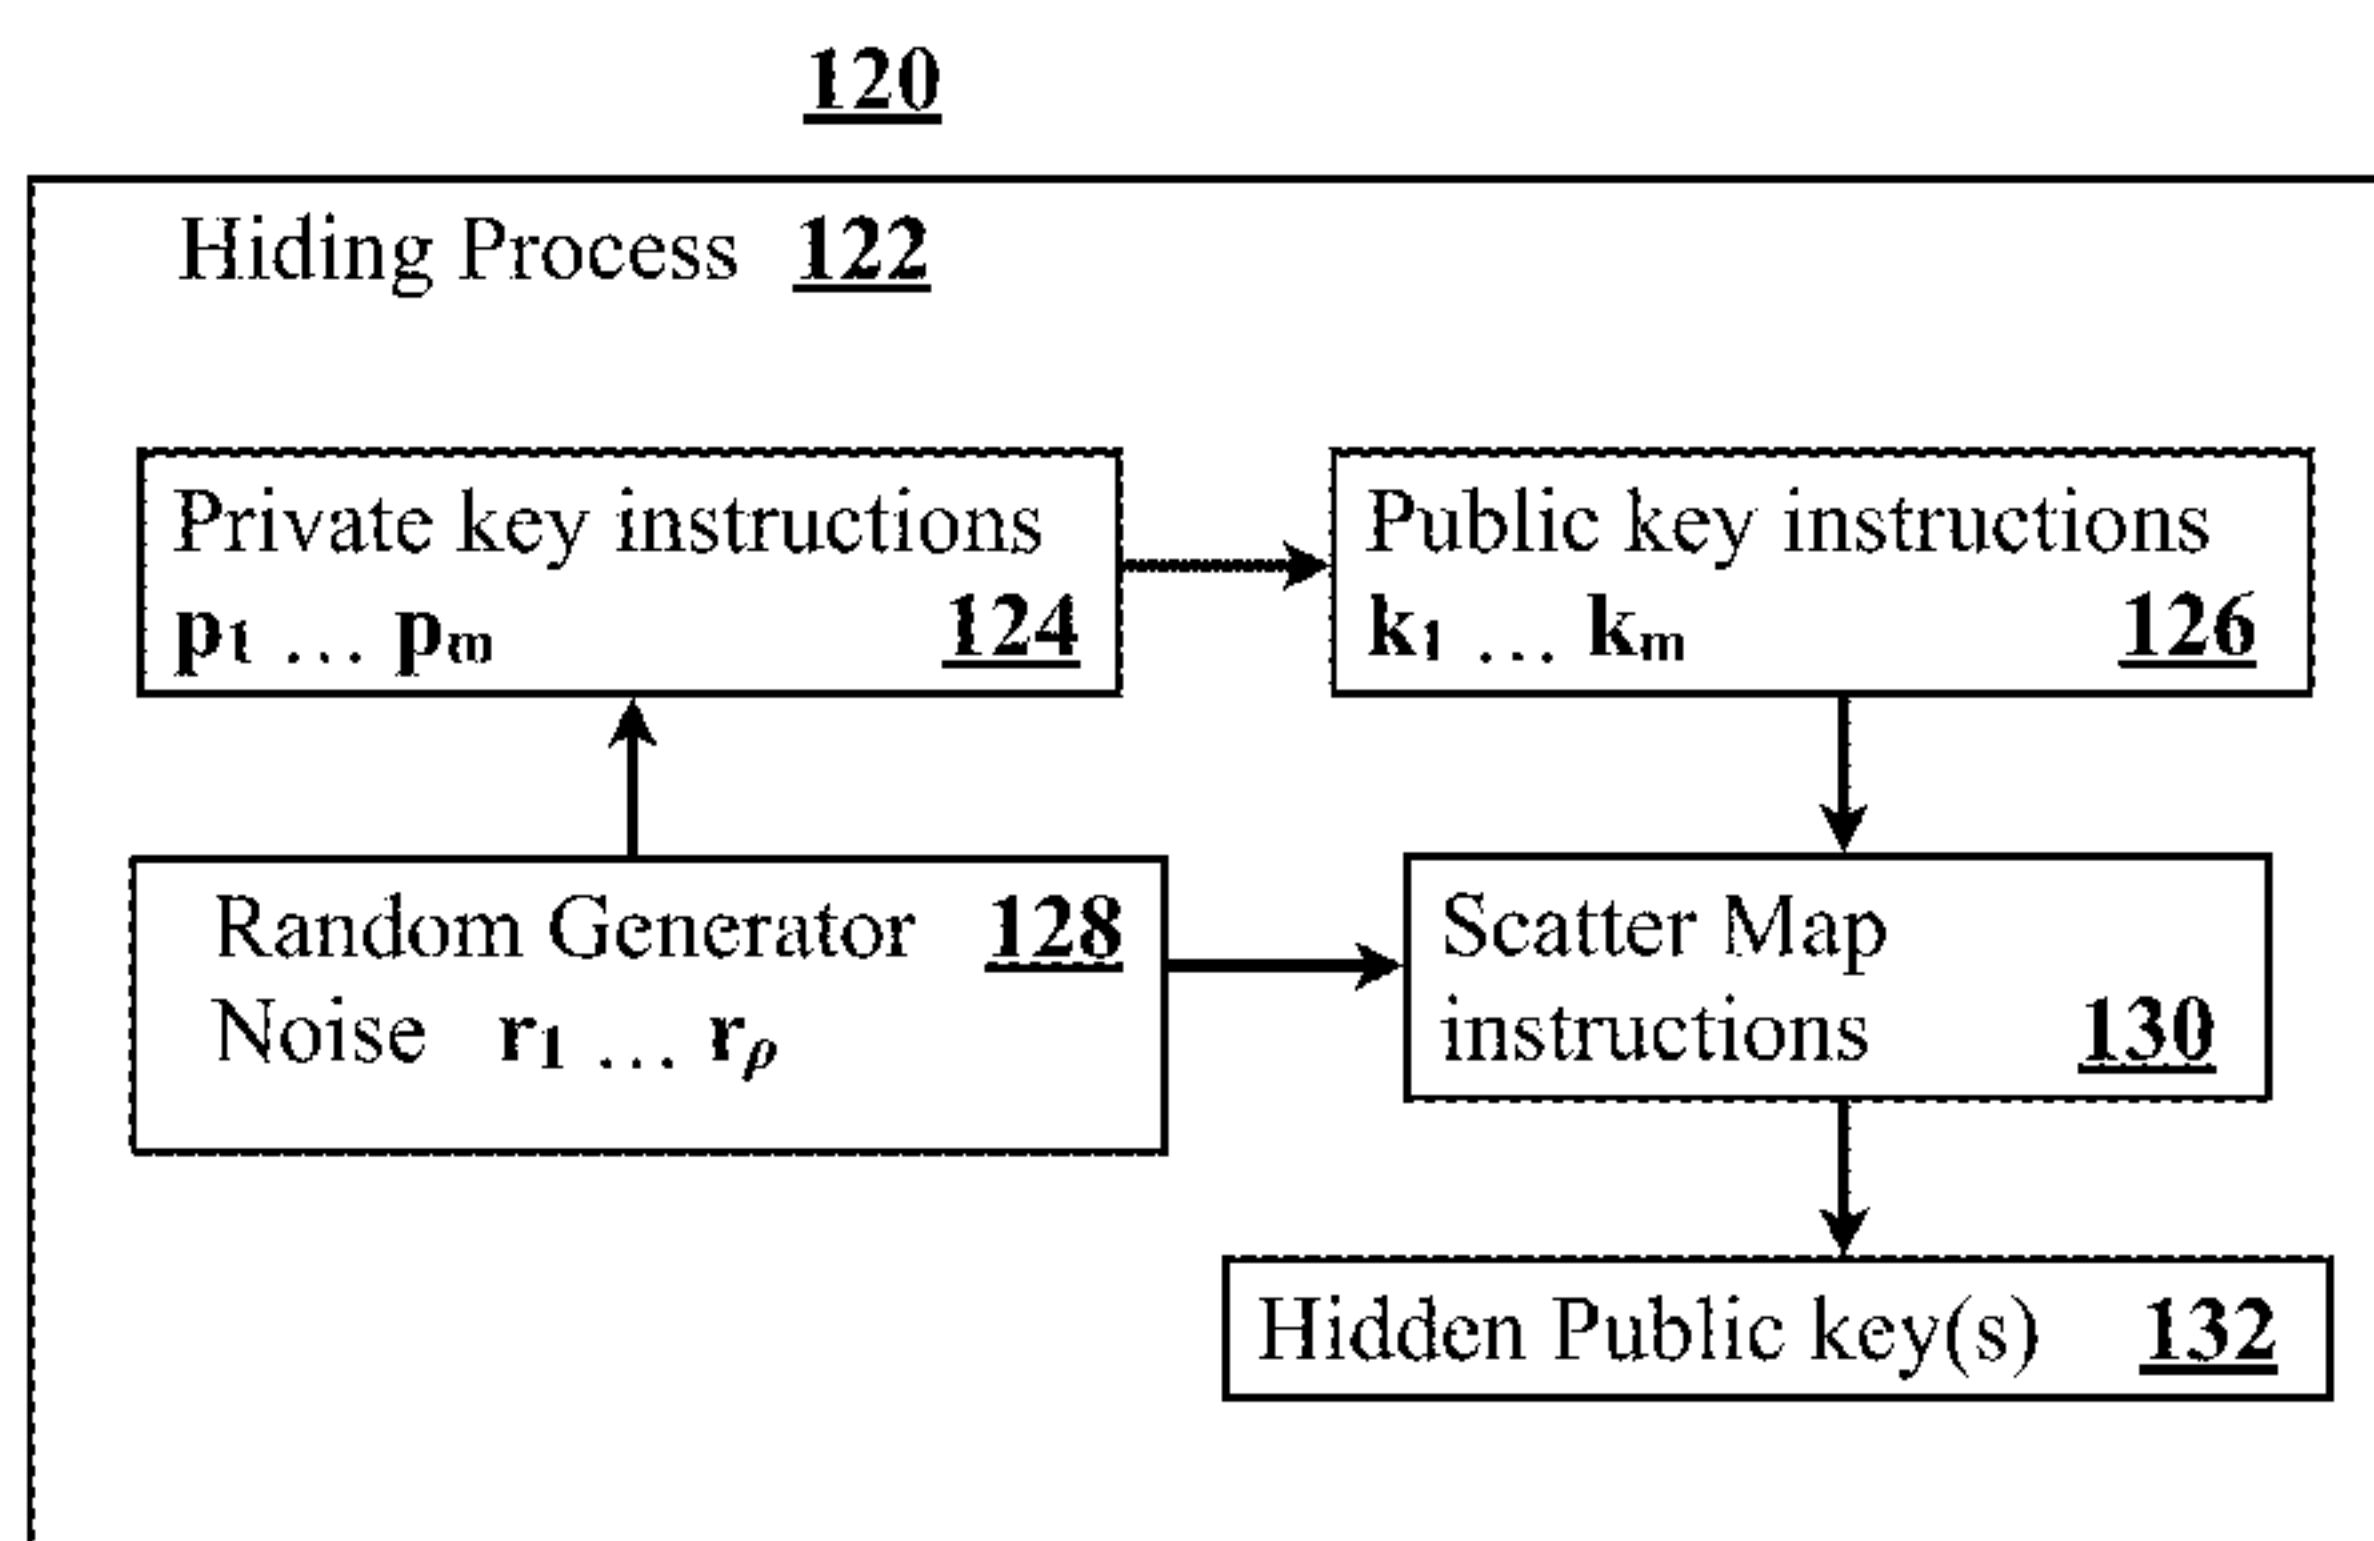 120
Hiding Process 122
Private key instructions
p1 ... pm 124
Public key instructions
k1 ... km 126
Random Generator 128
Noise r1 ... rρ
Scatter Map
instructions 130
Hidden Public key(s) 132